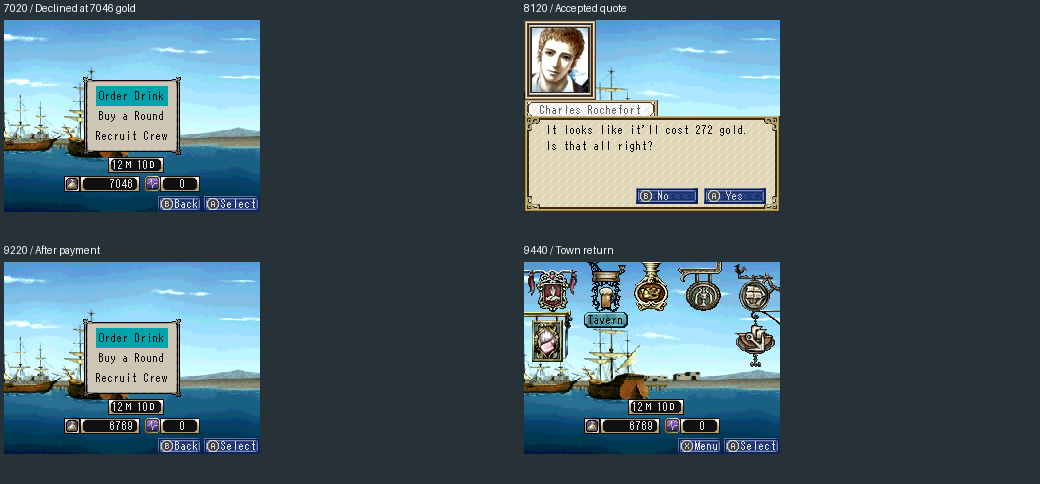 7020 / Declined at 7046 gold
Order Drink
Buy a Round
Recruit Crew
12M 10D
7046 0
B Back A Select
8120 / Accepted quote
Charles Rochefort
It looks like it'll cost 272 gold.
Is that all right?
B No A Yes
9220 / After payment
Order Drink
Buy a Round
Recruit Crew
12M 10D
6769 0
B Back A Select
9440 / Town return
Tavern
12M 10D
6769 0
X Menu A Select